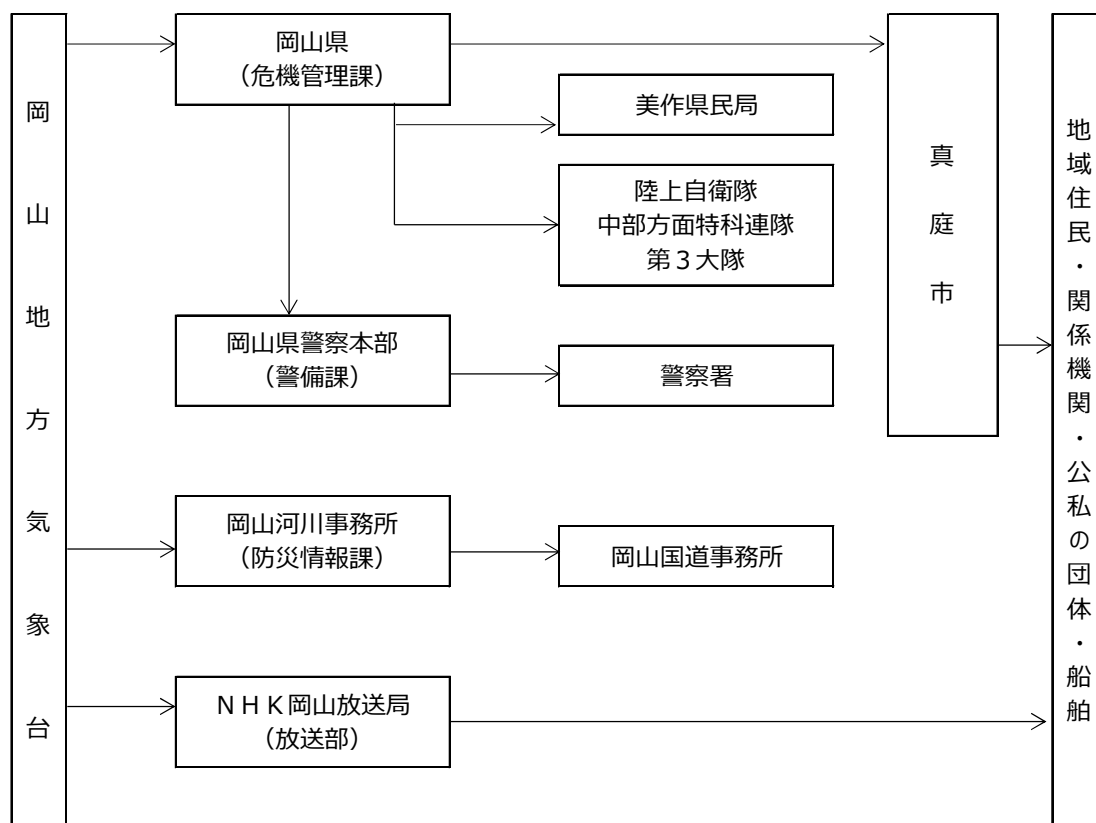 岡山地方気象台
岡山県
(危機管理課)
美作県民局
陸上自衛隊
中部方面特科連隊
第3大隊
岡山県警察本部
(警備課)
警察署
岡山河川事務所
(防災情報課)
岡山国道事務所
NHK岡山放送局
(放送部)
真庭市
地域住民・関係機関・公私の団体・船舶